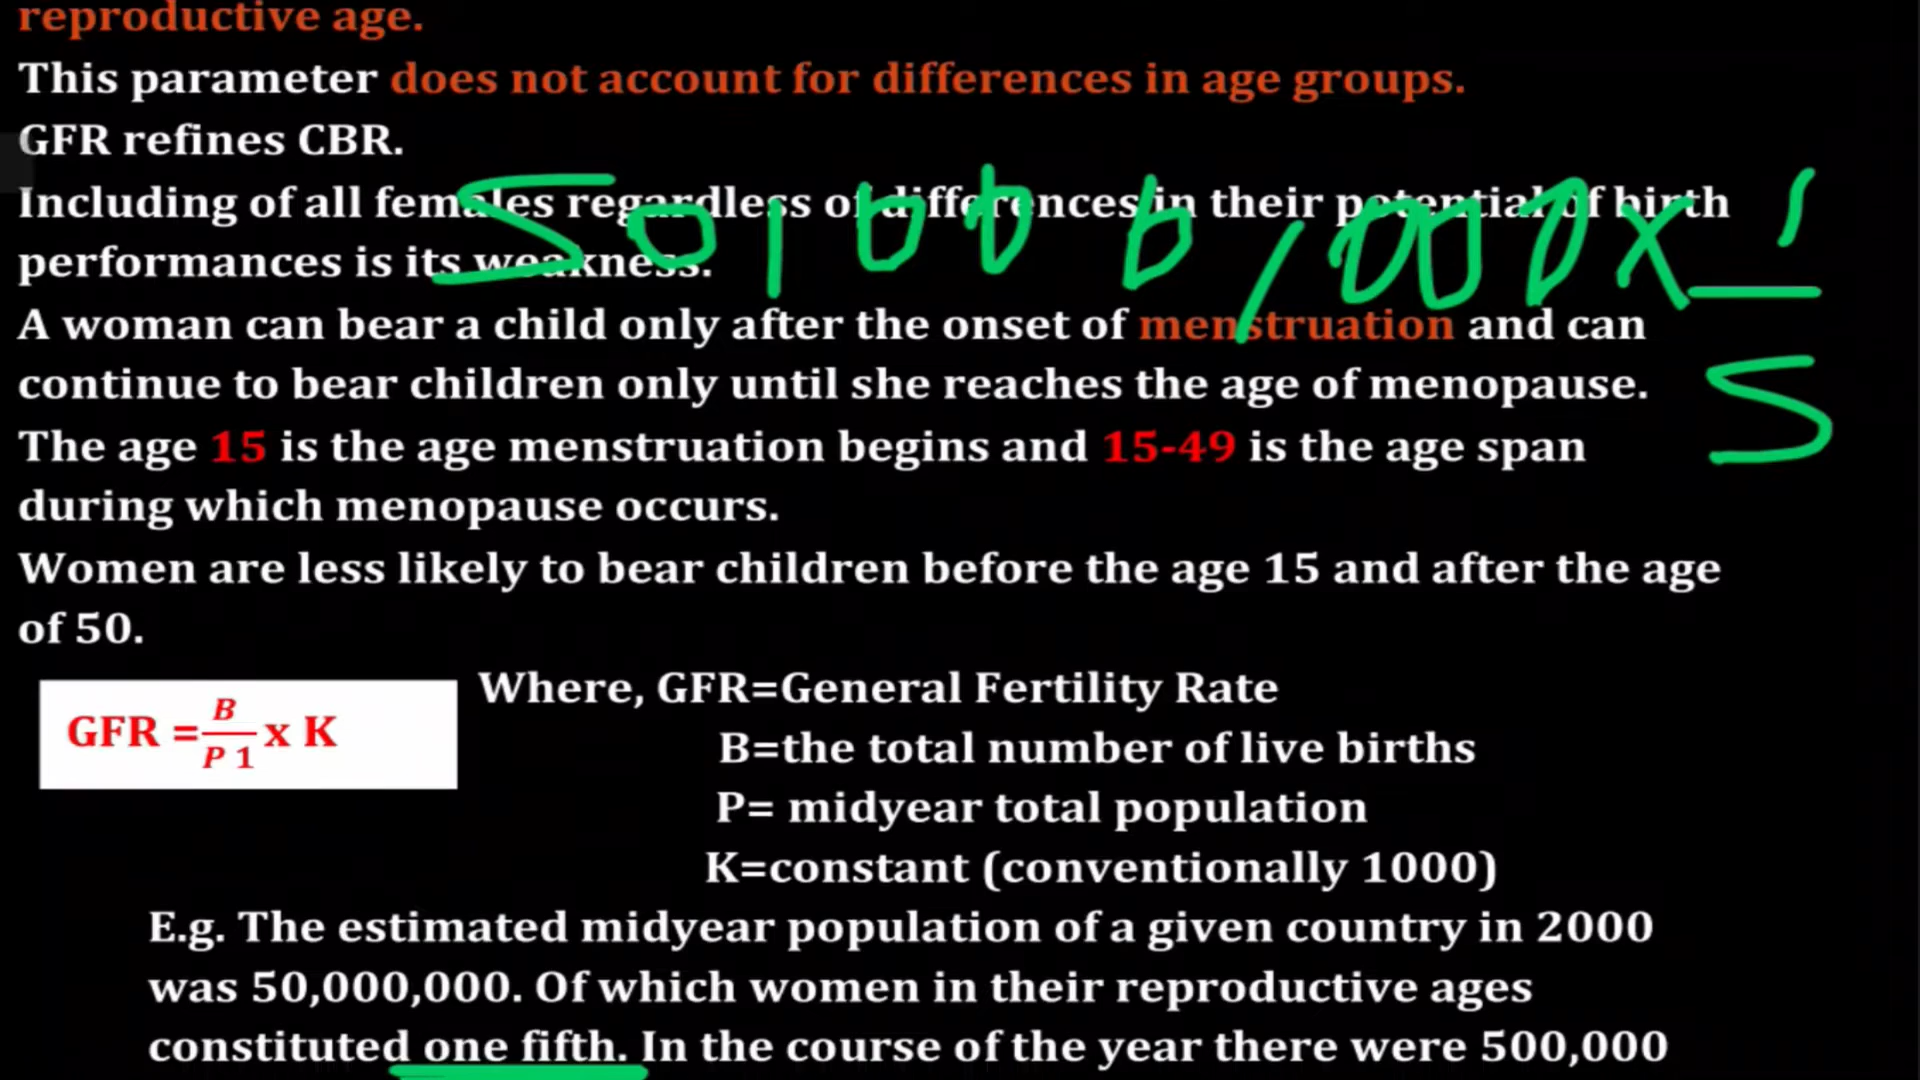 reproductive age.
This parameter does not account for differences in age groups.
GFR refines CBR.
Including of all females regardless of differences in their potential of birth
performances is its weakness.
50,000,000 x 1
5
A woman can bear a child only after the onset of menstruation and can
continue to bear children only until she reaches the age of menopause.
The age 15 is the age menstruation begins and 15-49 is the age span
during which menopause occurs.
Women are less likely to bear children before the age 15 and after the age
of 50.
GFR = B/P 1 x K
Where, GFR=General Fertility Rate
B=the total number of live births
P= midyear total population
K=constant (conventionally 1000)
E.g. The estimated midyear population of a given country in 2000
was 50,000,000. Of which women in their reproductive ages
constituted one fifth. In the course of the year there were 500,000